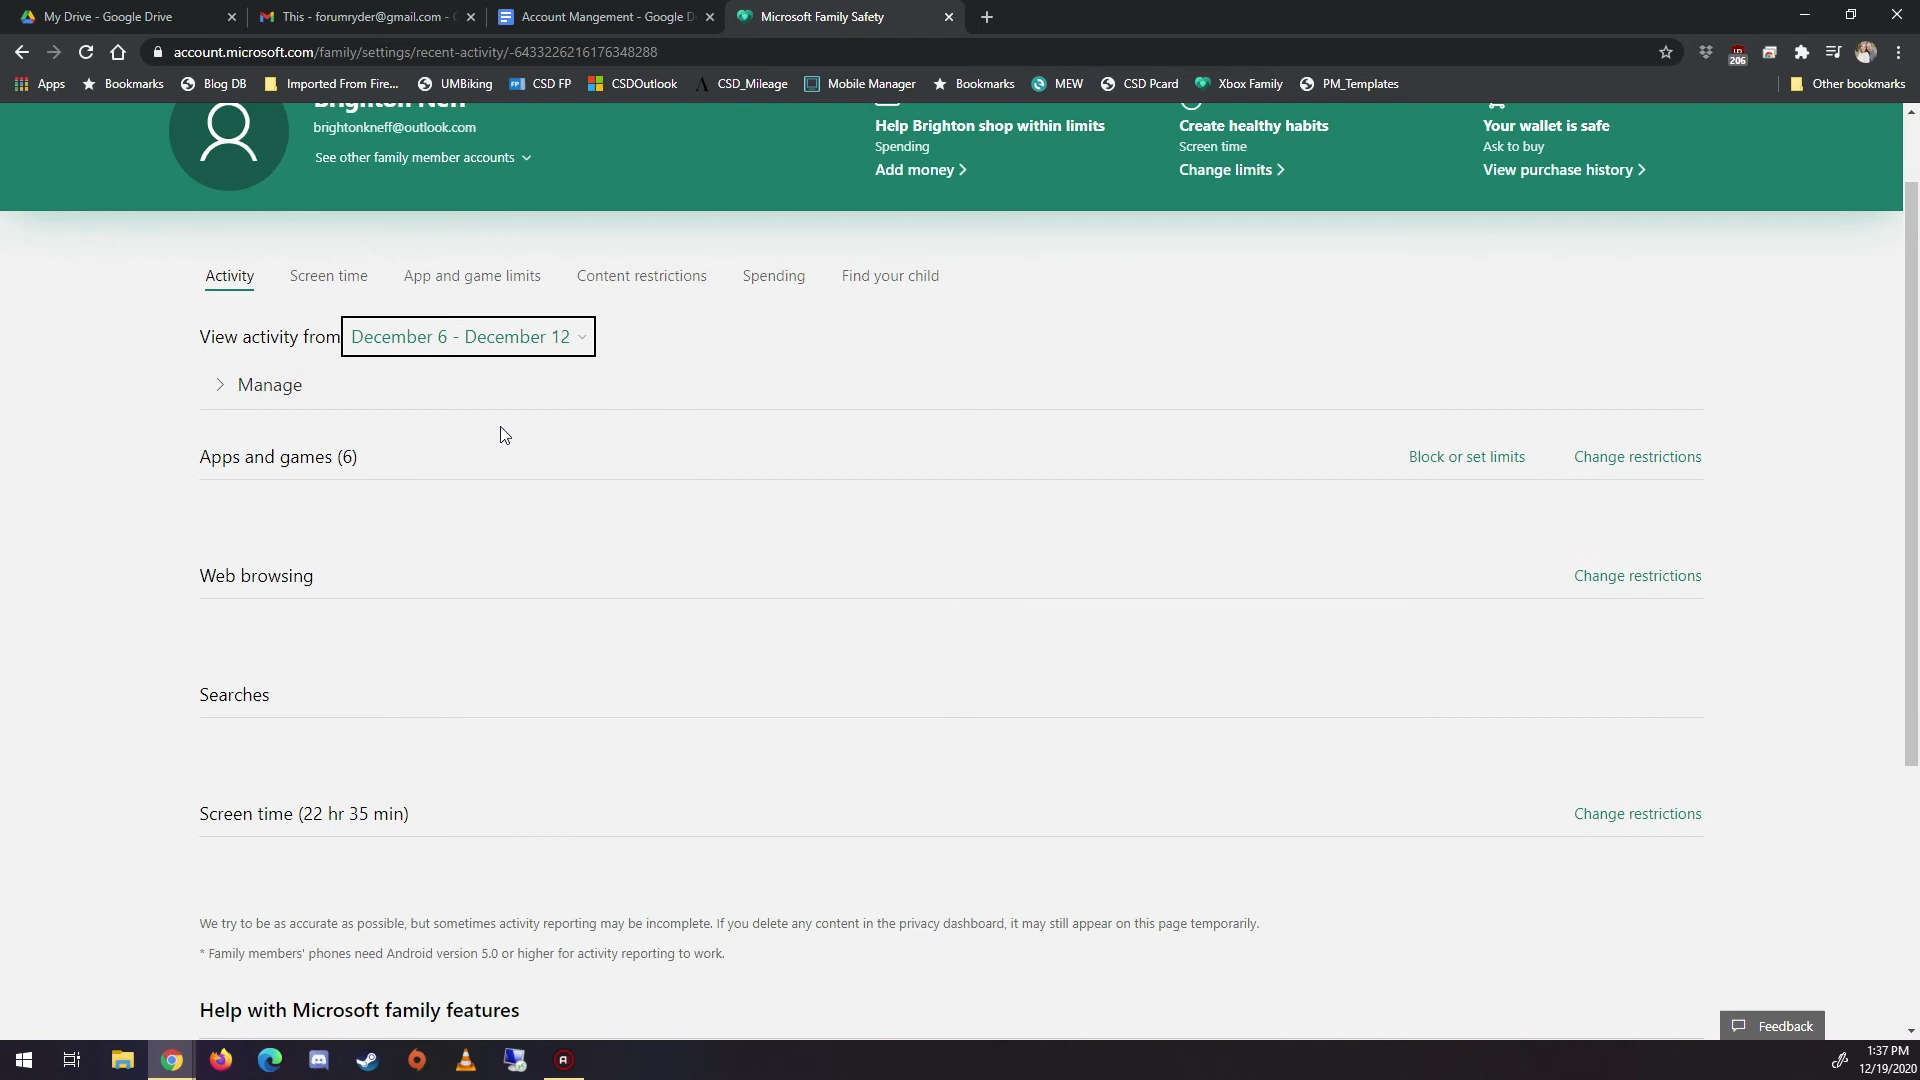 My Drive - Google Drive
This - forumryder@gmail.com -
Account Mangement - Google D
Microsoft Family Safety
account.microsoft.com/family/settings/recent-activity/-6433226216176348288
206
Apps
Bookmarks
Blog DB
Imported From Fire...
UMBiking
CSD FP
CSDOutlook
CSD_Mileage
Mobile Manager
Bookmarks
MEW
CSD Pcard
Xbox Family
PM_Templates
Other bookmarks
Brighton Neff
brightonkneff@outlook.com
See other family member accounts
Help Brighton shop within limits
Spending
Add money
Create healthy habits
Screen time
Change limits
Your wallet is safe
Ask to buy
View purchase history
Activity
Screen time
App and game limits
Content restrictions
Spending
Find your child
View activity from December 6 - December 12
Manage
Apps and games (6)
Block or set limits
Change restrictions
Web browsing
Change restrictions
Searches
Screen time (22 hr 35 min)
Change restrictions
We try to be as accurate as possible, but sometimes activity reporting may be incomplete. If you delete any content in the privacy dashboard, it may still appear on this page temporarily.
* Family members' phones need Android version 5.0 or higher for activity reporting to work.
Help with Microsoft family features
Feedback
1:37 PM
12/19/2020